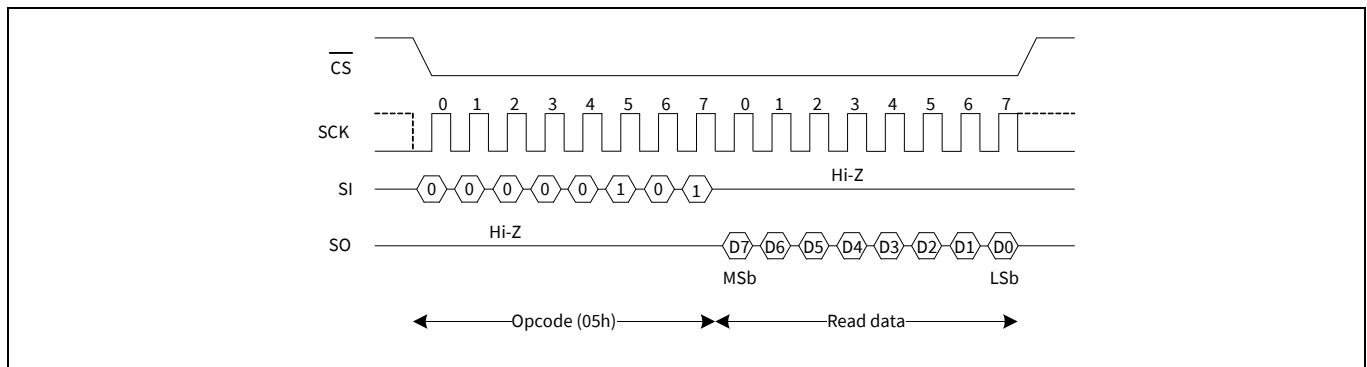 CS
0 1 2 3 4 5 6 7 0 1 2 3 4 5 6 7
SCK
Hi-Z
SI 0 0 0 0 0 1 0 1
Hi-Z
SO D7 D6 D5 D4 D3 D2 D1 D0
MSb LSb
Opcode (05h) Read data